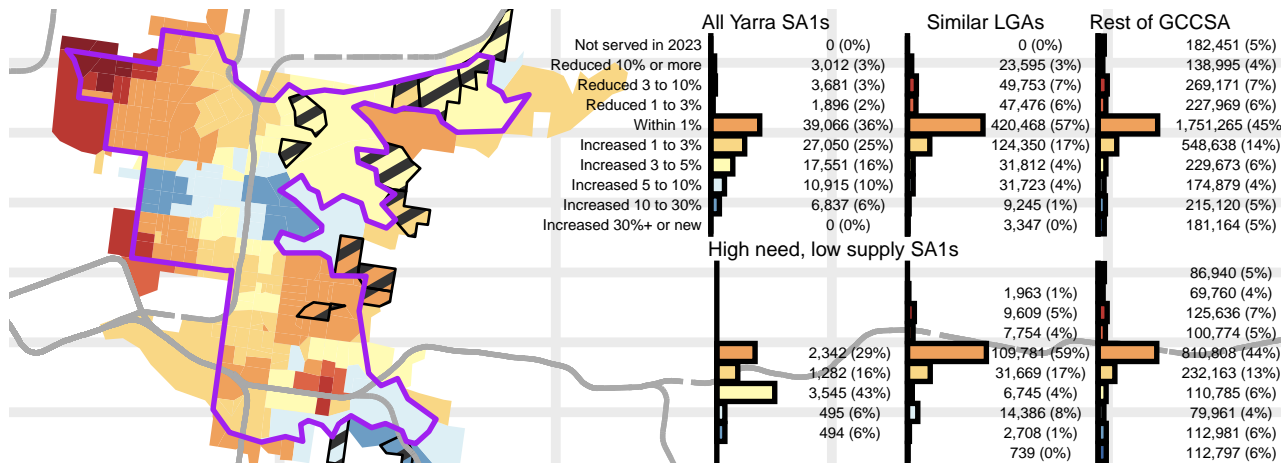 All Yarra SA1s Similar LGAs Rest of GCCSA
Not served in 2023 0 (0%) 0 (0%) 182,451 (5%)
Reduced 10% or more 3,012 (3%) 23,595 (3%) 138,995 (4%)
Reduced 3 to 10% 3,681 (3%) 49,753 (7%) 269,171 (7%)
Reduced 1 to 3% 1,896 (2%) 47,476 (6%) 227,969 (6%)
Within 1% 39,066 (36%) 420,468 (57%) 1,751,265 (45%)
Increased 1 to 3% 27,050 (25%) 124,350 (17%) 548,638 (14%)
Increased 3 to 5% 17,551 (16%) 31,812 (4%) 229,673 (6%)
Increased 5 to 10% 10,915 (10%) 31,723 (4%) 174,879 (4%)
Increased 10 to 30% 6,837 (6%) 9,245 (1%) 215,120 (5%)
Increased 30%+ or new 0 (0%) 3,347 (0%) 181,164 (5%)
High need, low supply SA1s
86,940 (5%)
1,963 (1%) 69,760 (4%)
9,609 (5%) 125,636 (7%)
7,754 (4%) 100,774 (5%)
2,342 (29%) 109,781 (59%) 810,808 (44%)
1,282 (16%) 31,669 (17%) 232,163 (13%)
3,545 (43%) 6,745 (4%) 110,785 (6%)
495 (6%) 14,386 (8%) 79,961 (4%)
494 (6%) 2,708 (1%) 112,981 (6%)
739 (0%) 112,797 (6%)